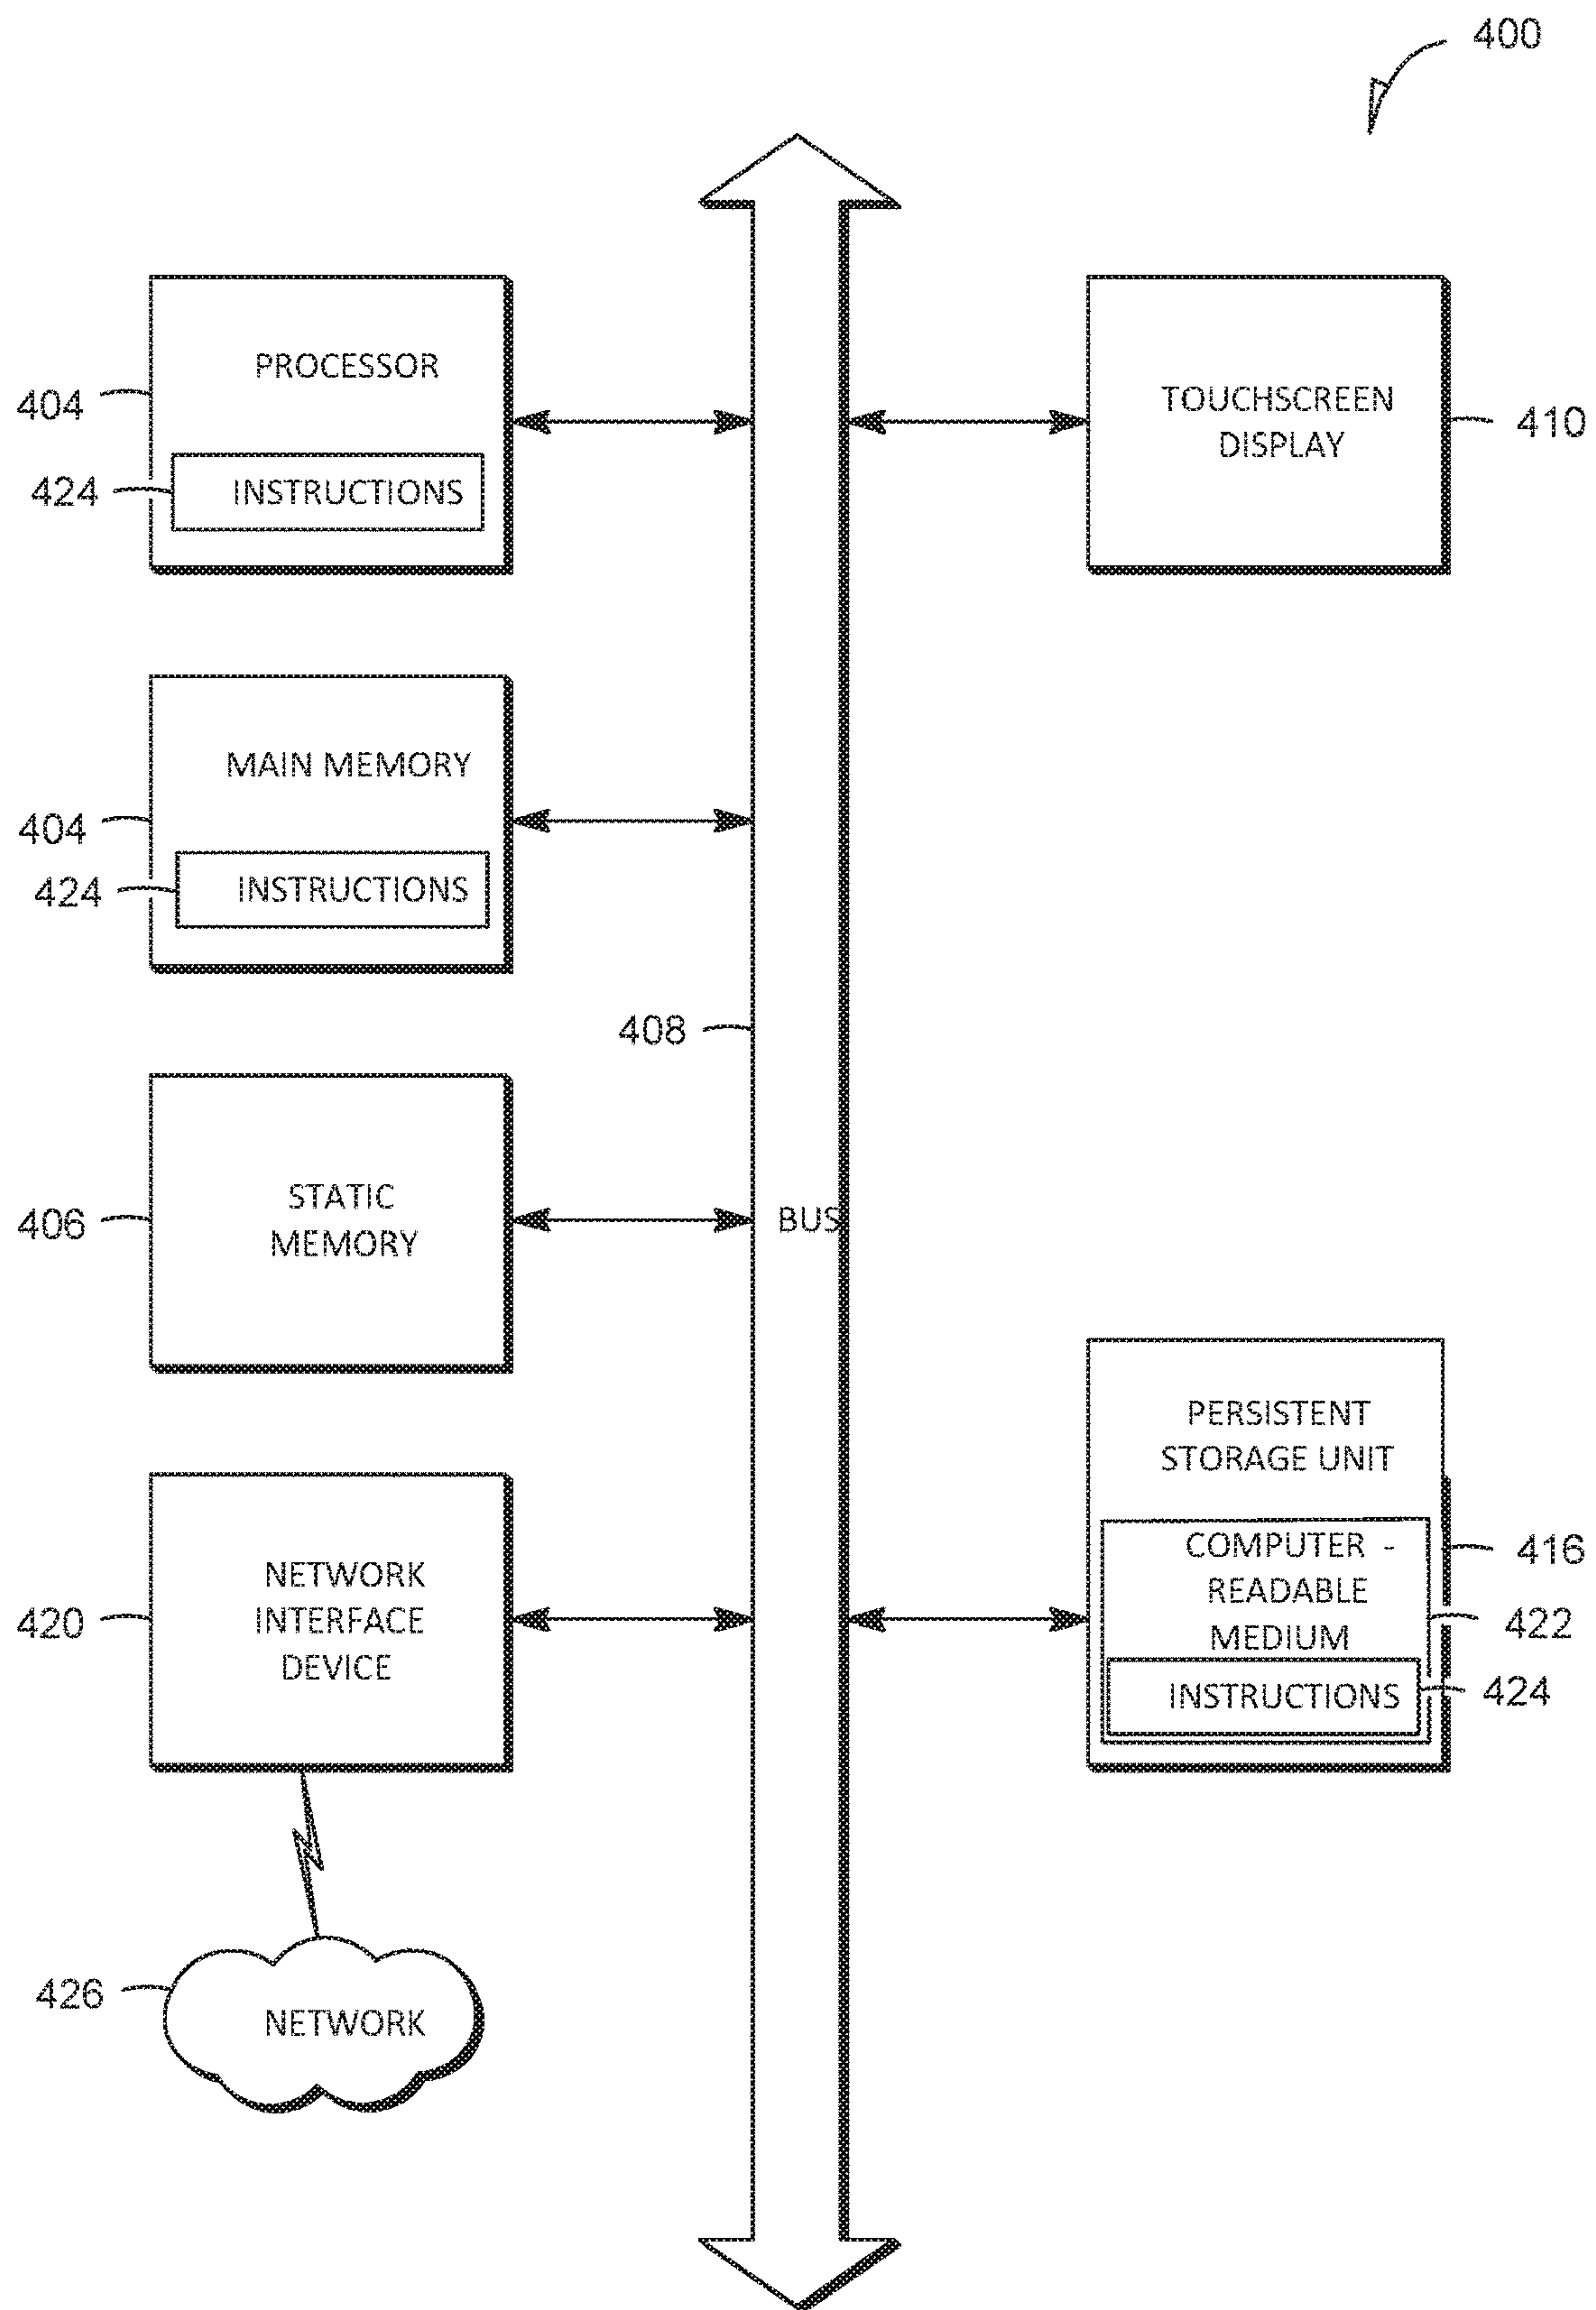 400
PROCESSOR
404
424
INSTRUCTIONS
TOUCHSCREEN
DISPLAY
410
MAIN MEMORY
404
424
INSTRUCTIONS
408
STATIC
MEMORY
406
BUS
PERSISTENT
STORAGE UNIT
COMPUTER -
READABLE
MEDIUM
INSTRUCTIONS
416
422
424
NETWORK
INTERFACE
DEVICE
420
426
NETWORK